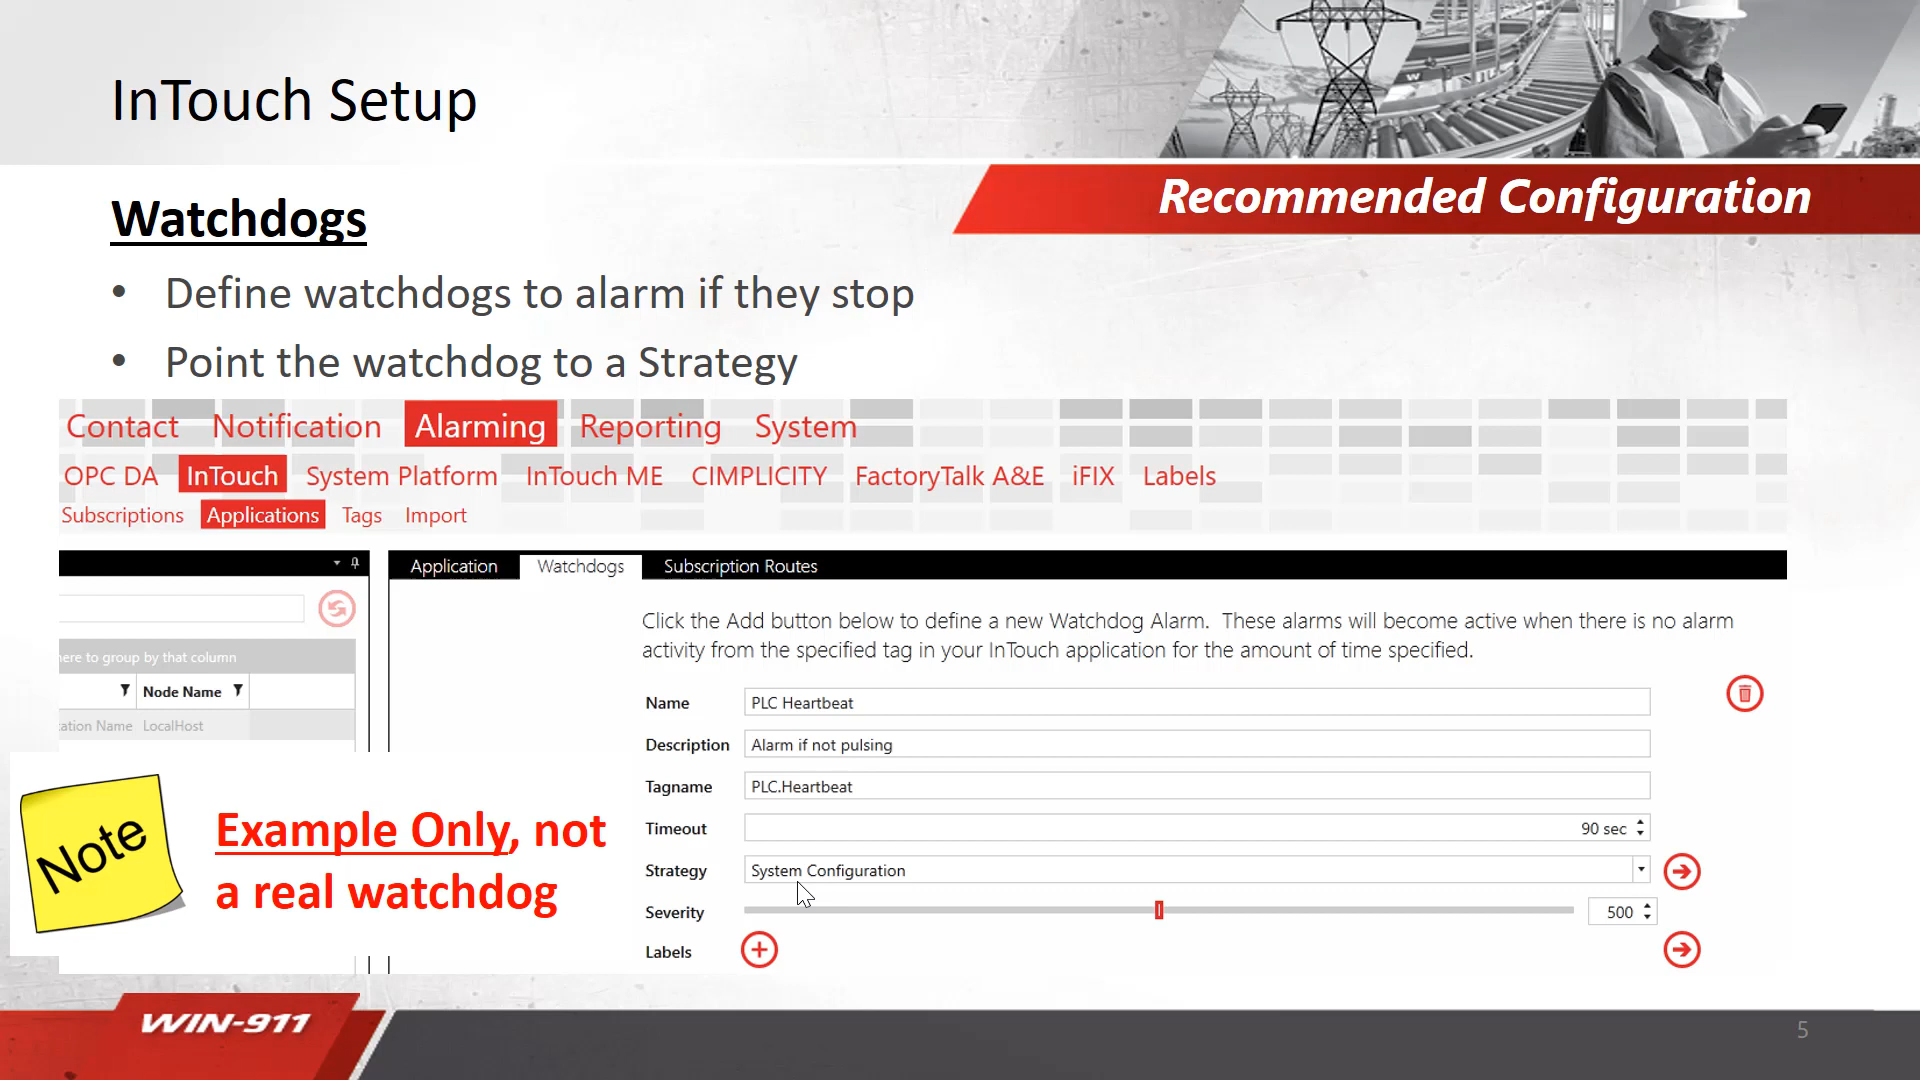 InTouch Setup
Recommended Configuration
Watchdogs
• Define watchdogs to alarm if they stop
• Point the watchdog to a Strategy
Contact Notification Alarming Reporting System
OPC DA InTouch System Platform InTouch ME CIMPLICITY FactoryTalk A&E iFIX Labels
Subscriptions Applications Tags Import
Application Watchdogs Subscription Routes
Click the Add button below to define a new Watchdog Alarm. These alarms will become active when there is no alarm
activity from the specified tag in your InTouch application for the amount of time specified.
here to group by that column
Node Name
cation Name LocalHost
Name PLC Heartbeat
Description Alarm if not pulsing
Tagname PLC.Heartbeat
Timeout 90 sec
Strategy System Configuration
Severity 500
Labels
Note
Example Only, not
a real watchdog
WIN-911
5